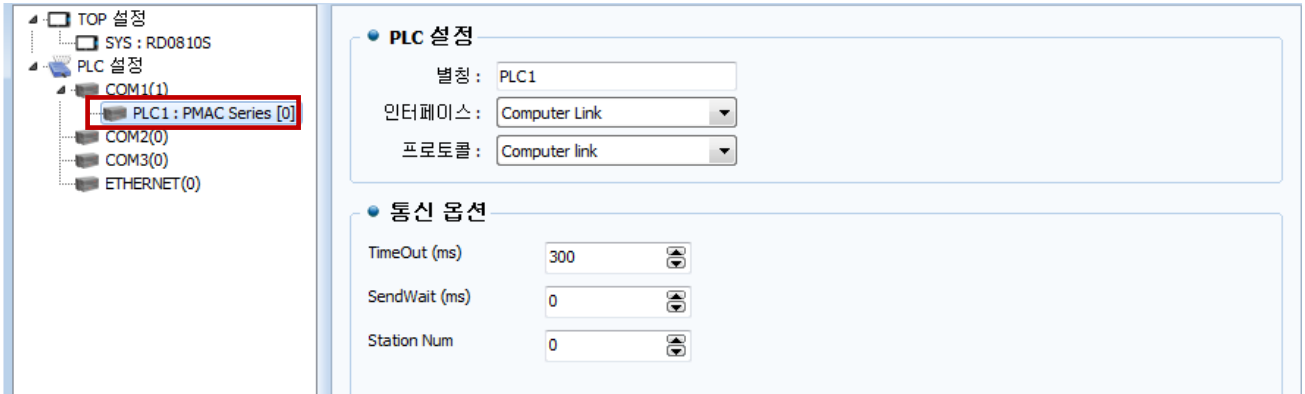 TOP 설정
SYS : RD0810S
PLC 설정
COM1(1)
PLC1 : PMAC Series [0]
COM2(0)
COM3(0)
ETHERNET(0)
PLC 설정
별칭 : PLC1
인터페이스 : Computer Link
프로토콜 : Computer link
통신 옵션
TimeOut (ms) 300
SendWait (ms) 0
Station Num 0